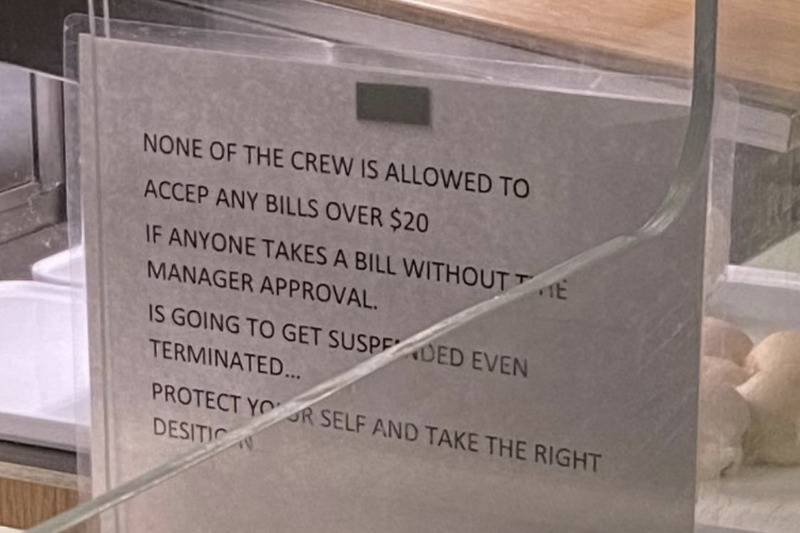 NONE OF THE CREW IS ALLOWED TO
ACCEP ANY BILLS OVER $20
IF ANYONE TAKES A BILL WITHOUT THE
MANAGER APPROVAL.
IS GOING TO GET SUSPENDED EVEN
TERMINATED...
PROTECT YOUR SELF AND TAKE THE RIGHT
DESITION